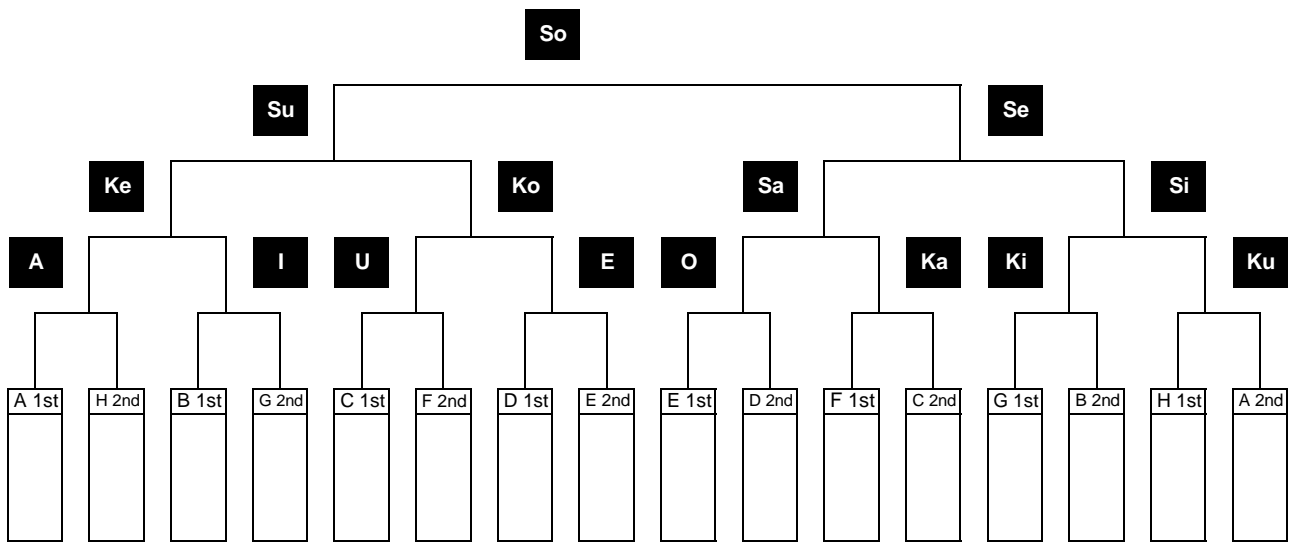 So
Su Se
Ke Ko Sa Si
A I U E O Ka Ki Ku
A 1st H 2nd B 1st G 2nd C 1st F 2nd D 1st E 2nd E 1st D 2nd F 1st C 2nd G 1st B 2nd H 1st A 2nd